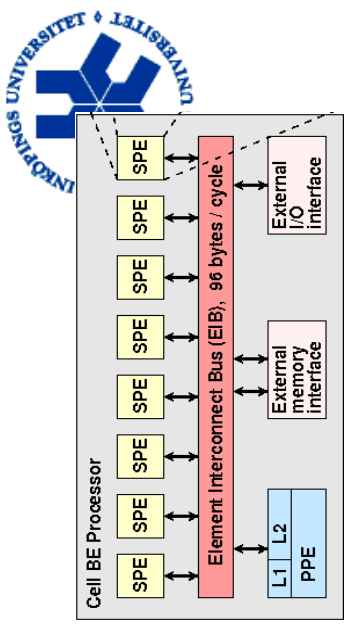 INKÖPINGS UNIVERSITET
Cell BE Processor
SPE
SPE
SPE
SPE
SPE
SPE
SPE
SPE
Element Interconnect Bus (EIB), 96 bytes / cycle
L1 L2
PPE
External
memory
interface
External
I/O
interface